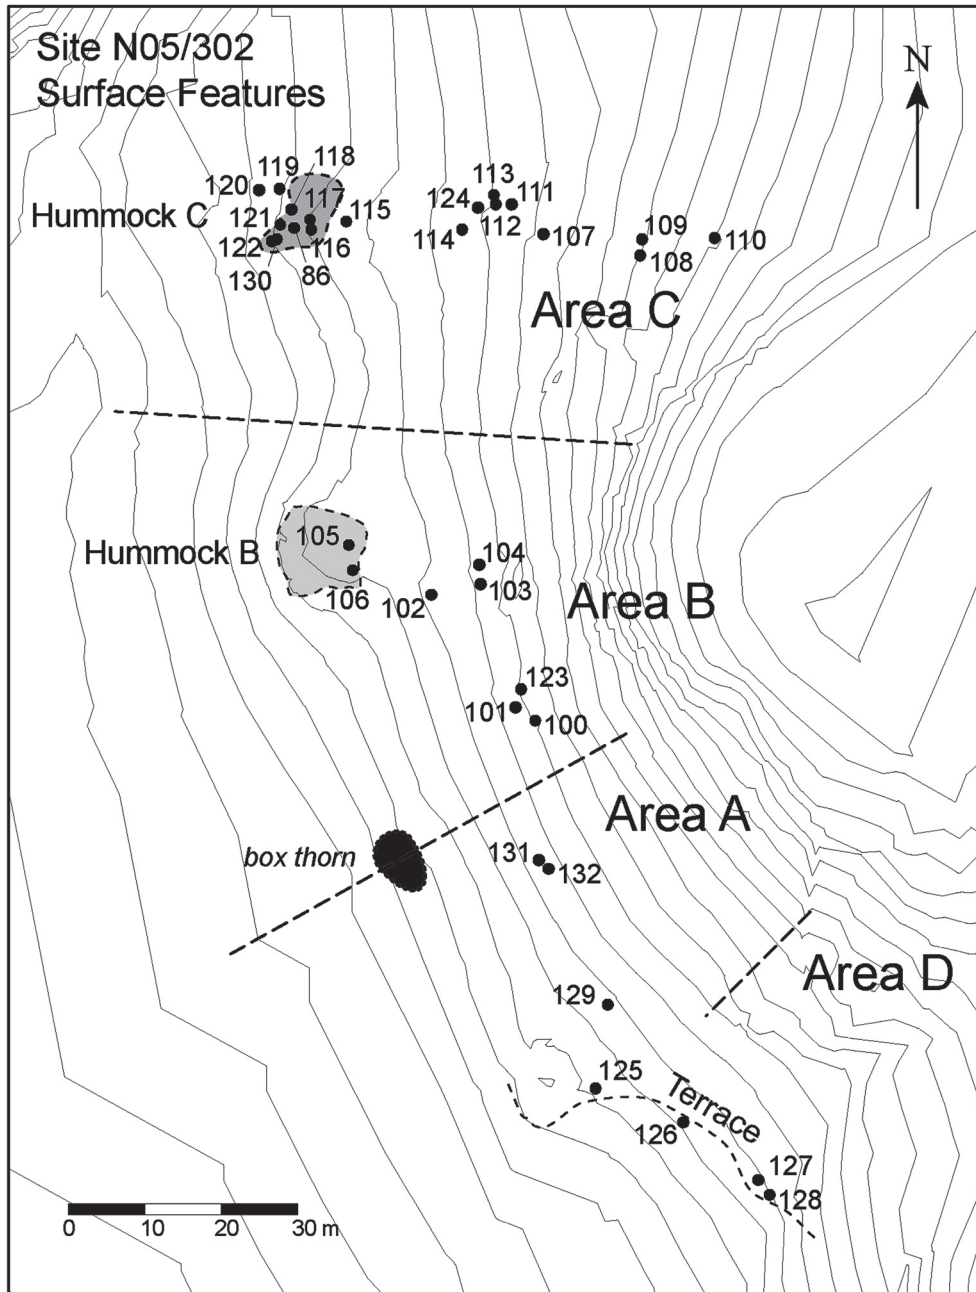 Site N05/302
Surface Features
N
118
119
120
113
117
124
111
Hummock C
121
115
112
114
107
109
110
122
116
108
130
86
Area C
105
104
Hummock B
106
102
103
Area B
123
101
100
Area A
box thorn
131
132
Area D
129
125
Terrace
126
127
128
0 10 20 30 m